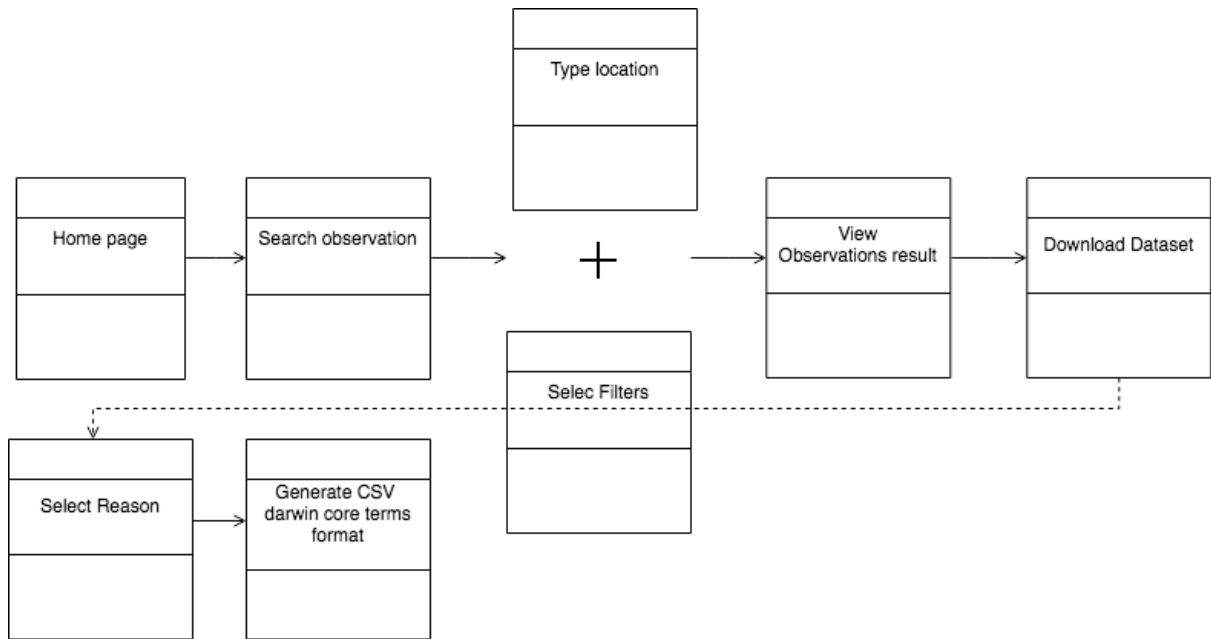 Type location
Home page
Search observation
View
Observations result
Download Dataset
Selec Filters
Select Reason
Generate CSV
darwin core terms
format